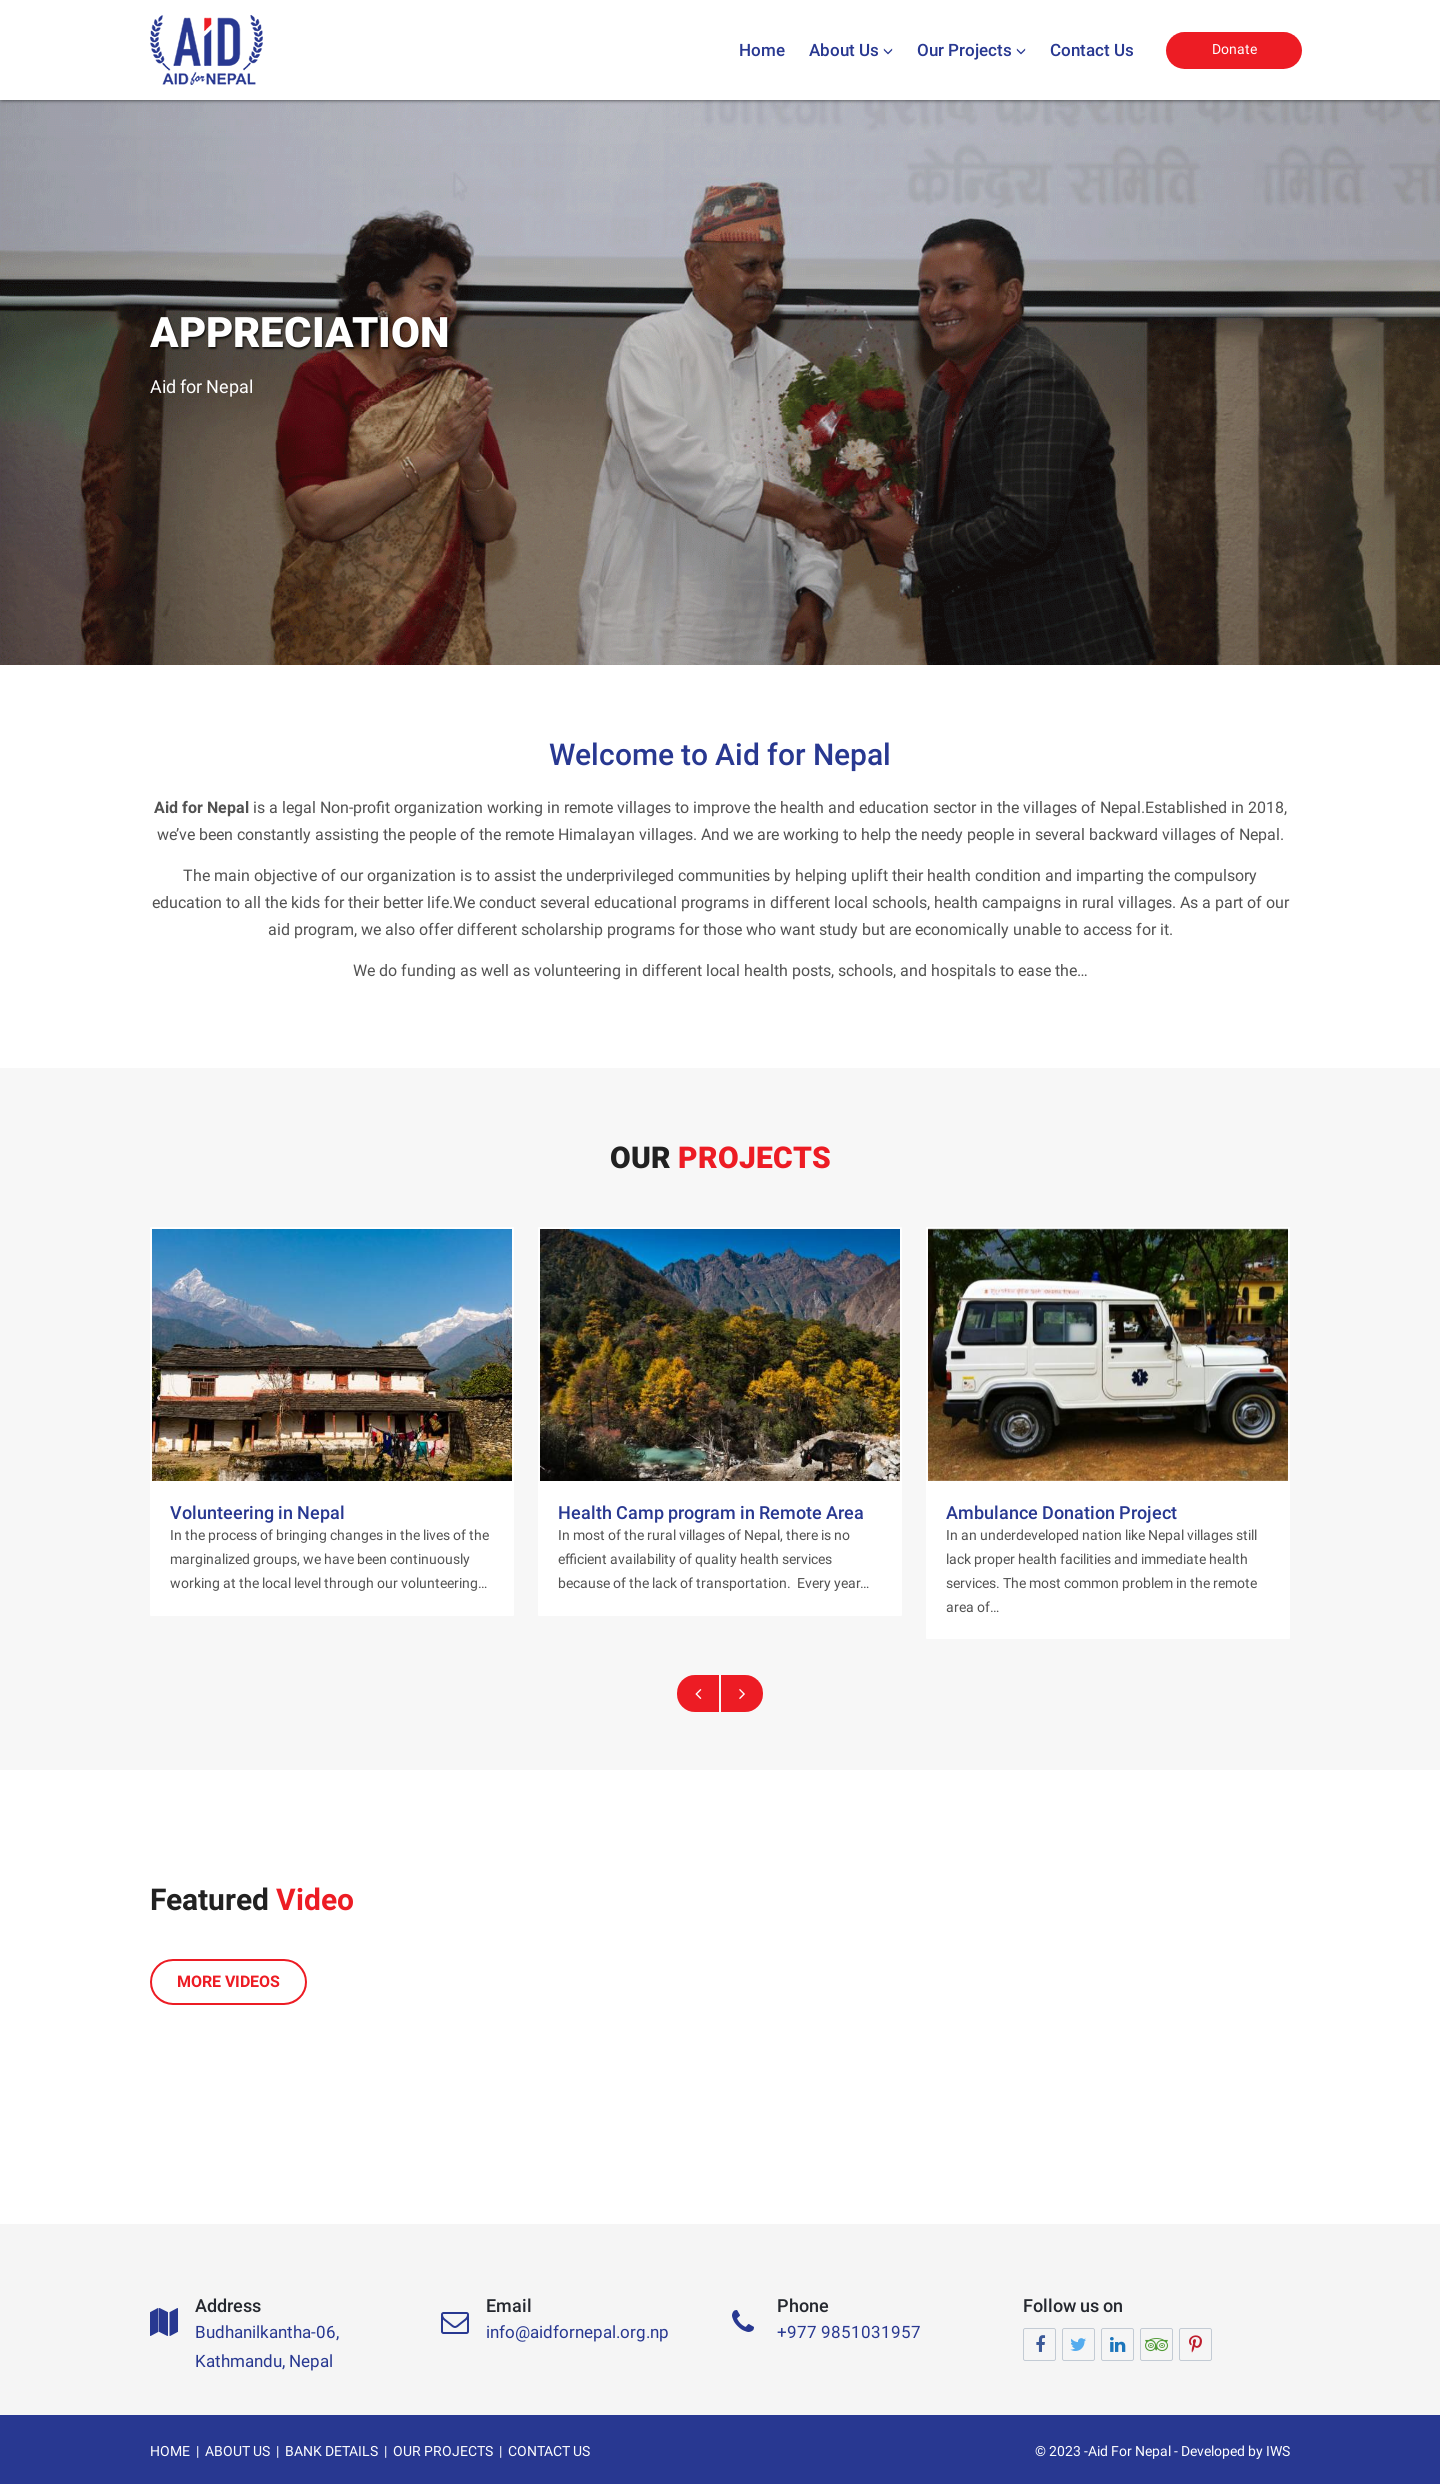 AiD
AID for NEPAL
Home
About Us
Our Projects
Contact Us
Donate
केन्द्रिय समिति
APPRECIATION
Aid for Nepal
Welcome to Aid for Nepal
Aid for Nepal is a legal Non-profit organization working in remote villages to improve the health and education sector in the villages of Nepal.Established in 2018,
we’ve been constantly assisting the people of the remote Himalayan villages. And we are working to help the needy people in several backward villages of Nepal.
The main objective of our organization is to assist the underprivileged communities by helping uplift their health condition and imparting the compulsory
education to all the kids for their better life.We conduct several educational programs in different local schools, health campaigns in rural villages. As a part of our
aid program, we also offer different scholarship programs for those who want study but are economically unable to access for it.
We do funding as well as volunteering in different local health posts, schools, and hospitals to ease the...
OUR PROJECTS
Volunteering in Nepal
In the process of bringing changes in the lives of the
marginalized groups, we have been continuously
working at the local level through our volunteering...
Health Camp program in Remote Area
In most of the rural villages of Nepal, there is no
efficient availability of quality health services
because of the lack of transportation.  Every year...
Ambulance Donation Project
In an underdeveloped nation like Nepal villages still
lack proper health facilities and immediate health
services. The most common problem in the remote
area of...
Featured Video
MORE VIDEOS
Address
Budhanilkantha-06,
Kathmandu, Nepal
Email
info@aidfornepal.org.np
Phone
+977 9851031957
Follow us on
HOME | ABOUT US | BANK DETAILS | OUR PROJECTS | CONTACT US
© 2023 -Aid For Nepal - Developed by IWS